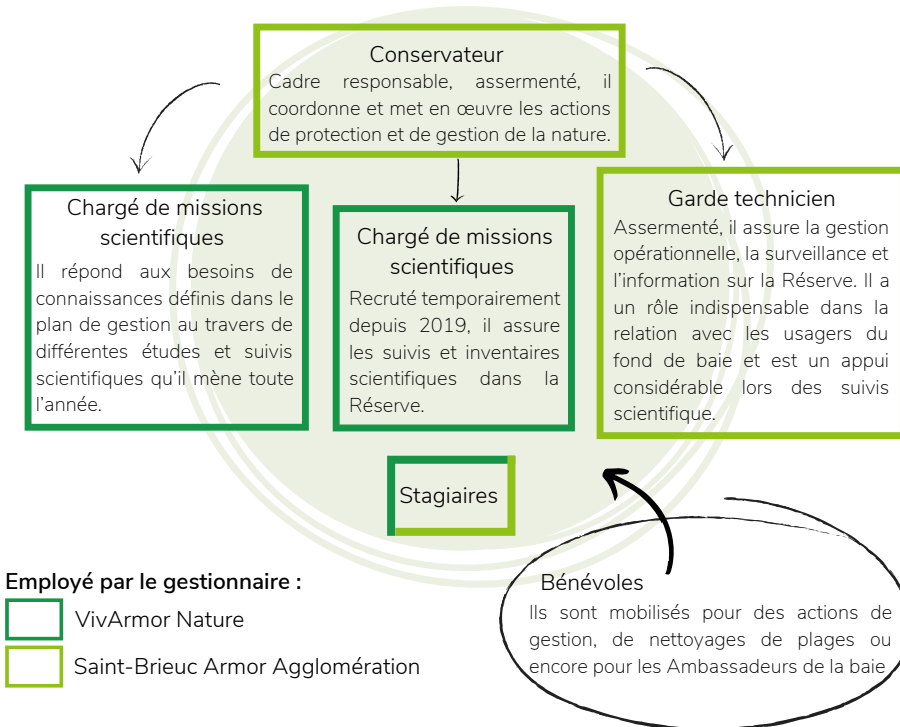 Conservateur
Cadre responsable, assermenté, il
coordonne et met en œuvre les actions
de protection et de gestion de la nature.
Chargé de missions
scientifiques
Il répond aux besoins de
connaissances définis dans le
plan de gestion au travers de
différentes études et suivis
scientifiques qu'il mène toute
l'année.
Chargé de missions
scientifiques
Recruté temporairement
depuis 2019, il assure
les suivis et inventaires
scientifiques dans la
Réserve.
Garde technicien
Assermenté, il assure la gestion
opérationnelle, la surveillance et
l'information sur la Réserve. Il a
un rôle indispensable dans la
relation avec les usagers du
fond de baie et est un appui
considérable lors des suivis
scientifique.
Stagiaires
Bénévoles
Ils sont mobilisés pour des actions de
gestion, de nettoyages de plages ou
encore pour les Ambassadeurs de la baie
Employé par le gestionnaire :
VivArmor Nature
Saint-Brieuc Armor Agglomération